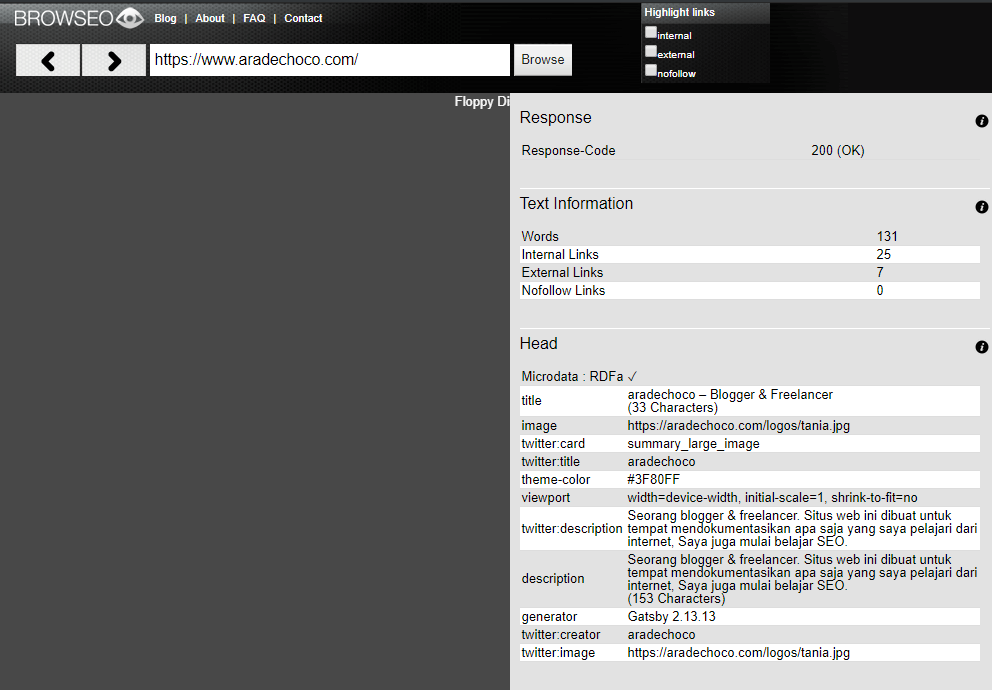 BROWSEO Blog | About | FAQ | Contact
Highlight links
internal
external
nofollow
https://www.aradechoco.com/ Browse
Floppy Di
Response
Response-Code 200 (OK)
Text Information
Words 131
Internal Links 25
External Links 7
Nofollow Links 0
Head
Microdata : RDFa ✓
title aradechoco – Blogger & Freelancer
(33 Characters)
image https://aradechoco.com/logos/tania.jpg
twitter:card summary_large_image
twitter:title aradechoco
theme-color #3F80FF
viewport width=device-width, initial-scale=1, shrink-to-fit=no
twitter:description Seorang blogger & freelancer. Situs web ini dibuat untuk
tempat mendokumentasikan apa saja yang saya pelajari dari
internet, Saya juga mulai belajar SEO.
description Seorang blogger & freelancer. Situs web ini dibuat untuk
tempat mendokumentasikan apa saja yang saya pelajari dari
internet, Saya juga mulai belajar SEO.
(153 Characters)
generator Gatsby 2.13.13
twitter:creator aradechoco
twitter:image https://aradechoco.com/logos/tania.jpg